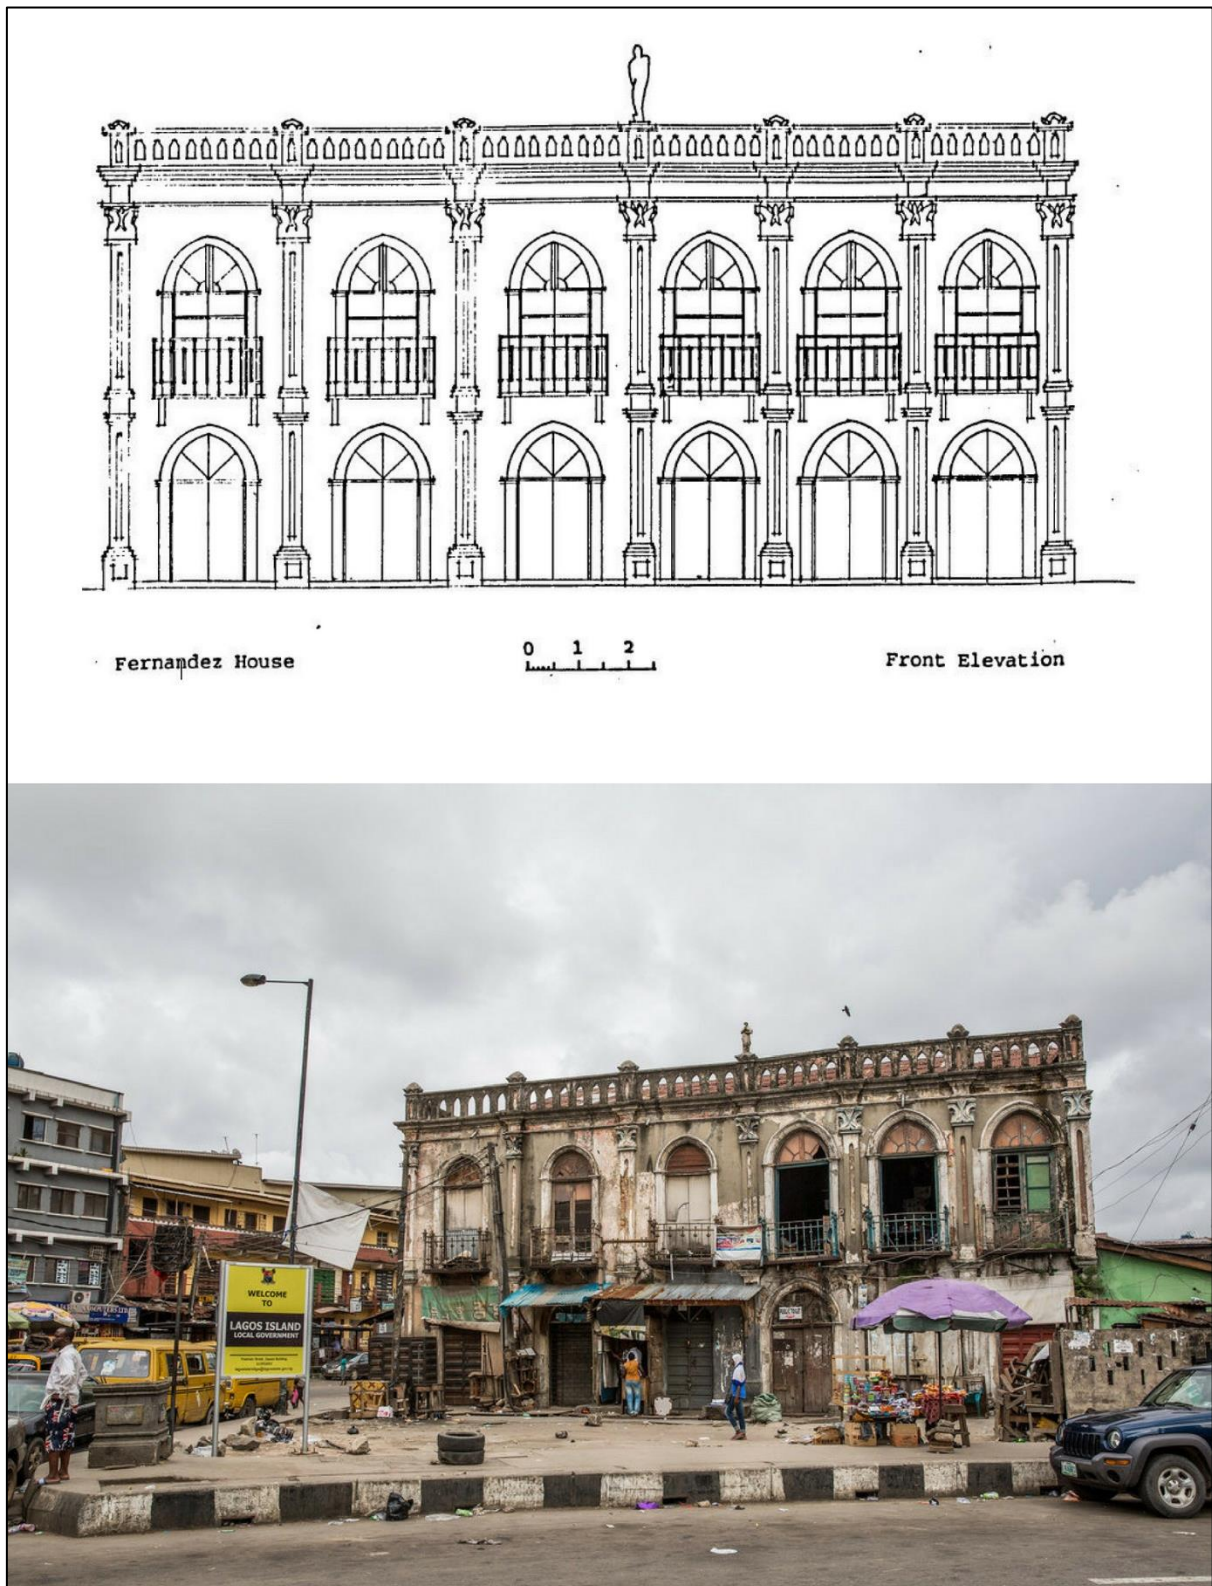 0 1 2
Fernandez House
Front Elevation
WELCOME
TO
LAGOS ISLAND
LOCAL GOVERNMENT